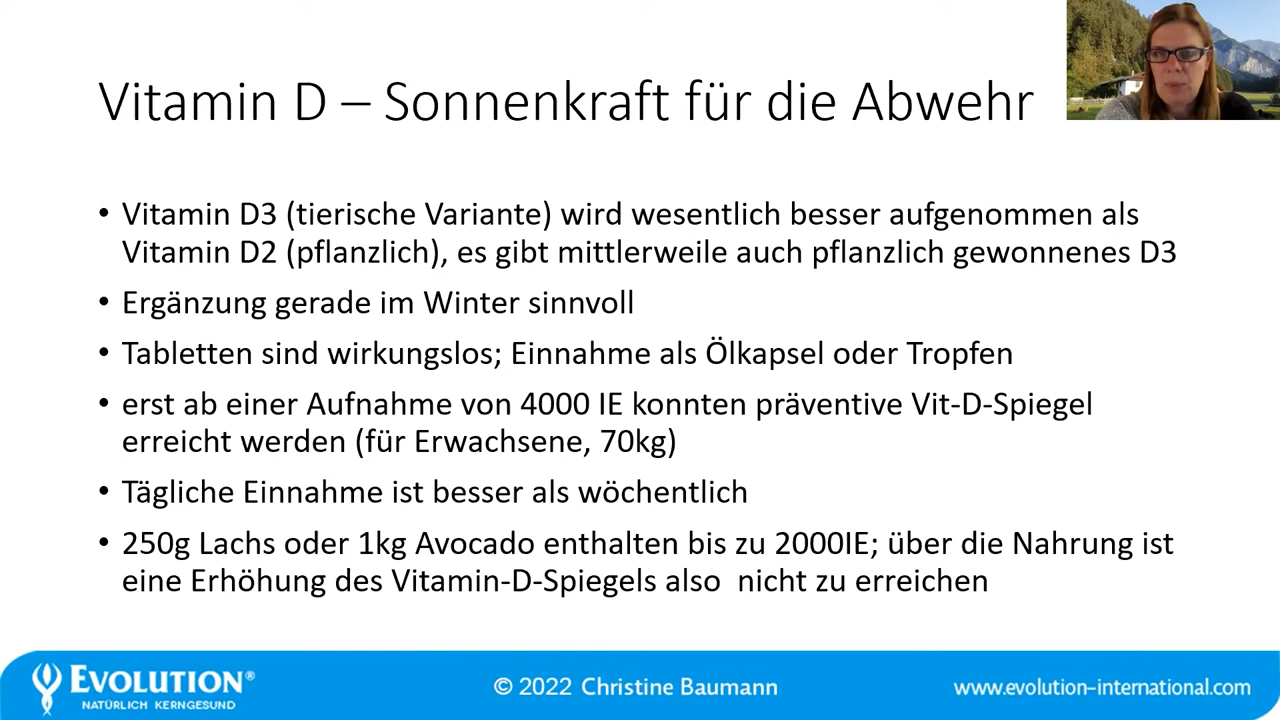 Vitamin D – Sonnenkraft für die Abwehr
• Vitamin D3 (tierische Variante) wird wesentlich besser aufgenommen als
Vitamin D2 (pflanzlich), es gibt mittlerweile auch pflanzlich gewonnenes D3
• Ergänzung gerade im Winter sinnvoll
• Tabletten sind wirkungslos; Einnahme als Ölkapsel oder Tropfen
• erst ab einer Aufnahme von 4000 IE konnten präventive Vit-D-Spiegel
erreicht werden (für Erwachsene, 70kg)
• Tägliche Einnahme ist besser als wöchentlich
• 250g Lachs oder 1kg Avocado enthalten bis zu 2000IE; über die Nahrung ist
eine Erhöhung des Vitamin-D-Spiegels also  nicht zu erreichen
EVOLUTION®
NATÜRLICH KERNGESUND
© 2022 Christine Baumann
www.evolution-international.com